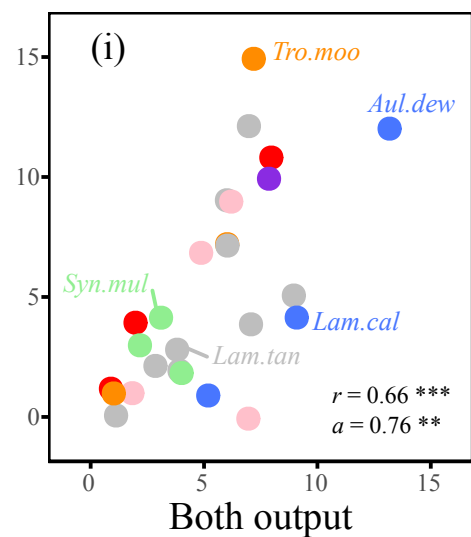 (i)
Tro.moo
Aul.dew
Syn.mul
Lam.cal
Lam.tan
r = 0.66 ***
a = 0.76 **
15
10
5
0
0 5 10 15
Both output